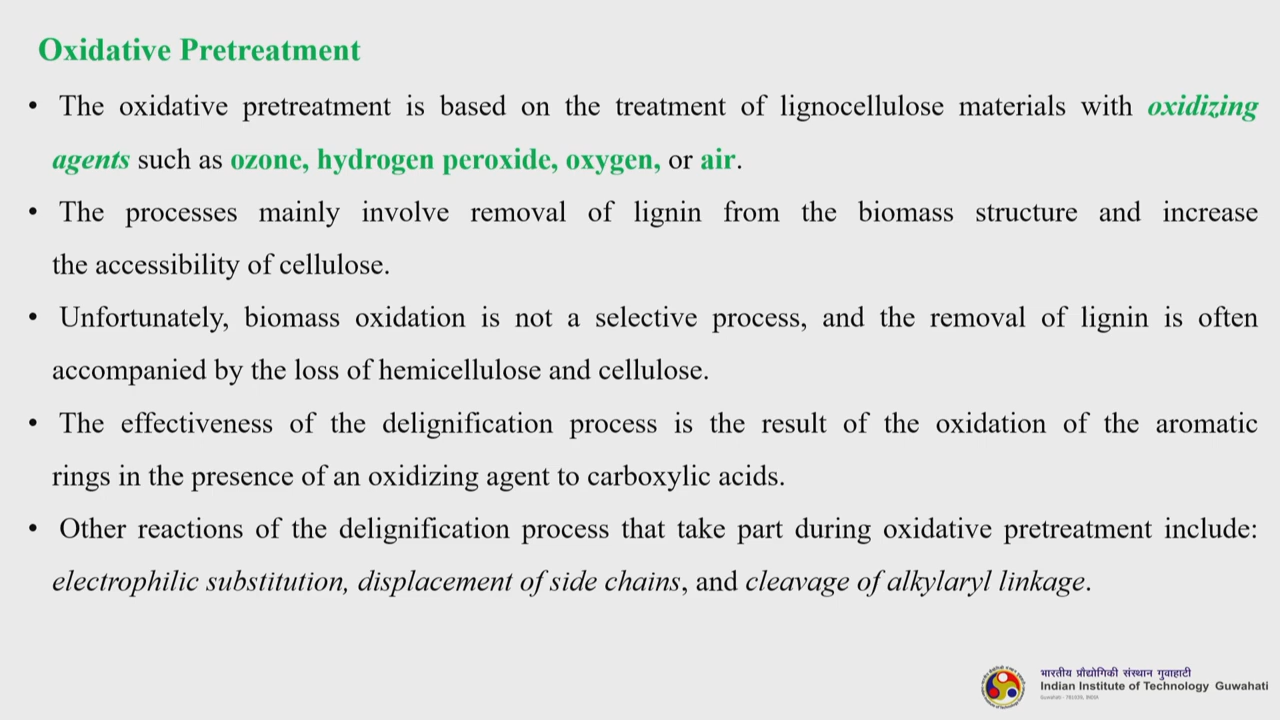 Oxidative Pretreatment
• The oxidative pretreatment is based on the treatment of lignocellulose materials with oxidizing
agents such as ozone, hydrogen peroxide, oxygen, or air.
• The processes mainly involve removal of lignin from the biomass structure and increase
the accessibility of cellulose.
• Unfortunately, biomass oxidation is not a selective process, and the removal of lignin is often
accompanied by the loss of hemicellulose and cellulose.
• The effectiveness of the delignification process is the result of the oxidation of the aromatic
rings in the presence of an oxidizing agent to carboxylic acids.
• Other reactions of the delignification process that take part during oxidative pretreatment include:
electrophilic substitution, displacement of side chains, and cleavage of alkylaryl linkage.
भारतीय प्रौद्योगिकी संस्थान गुवाहाटी
Indian Institute of Technology Guwahati
Guwahati - 781039, INDIA